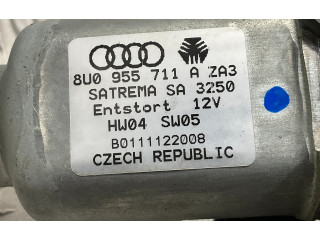 8U0 955 711 A ZA3
SATREMA SA 3250
Entstort 12V
HW04 SW05
B0111122008
CZECH REPUBLIC